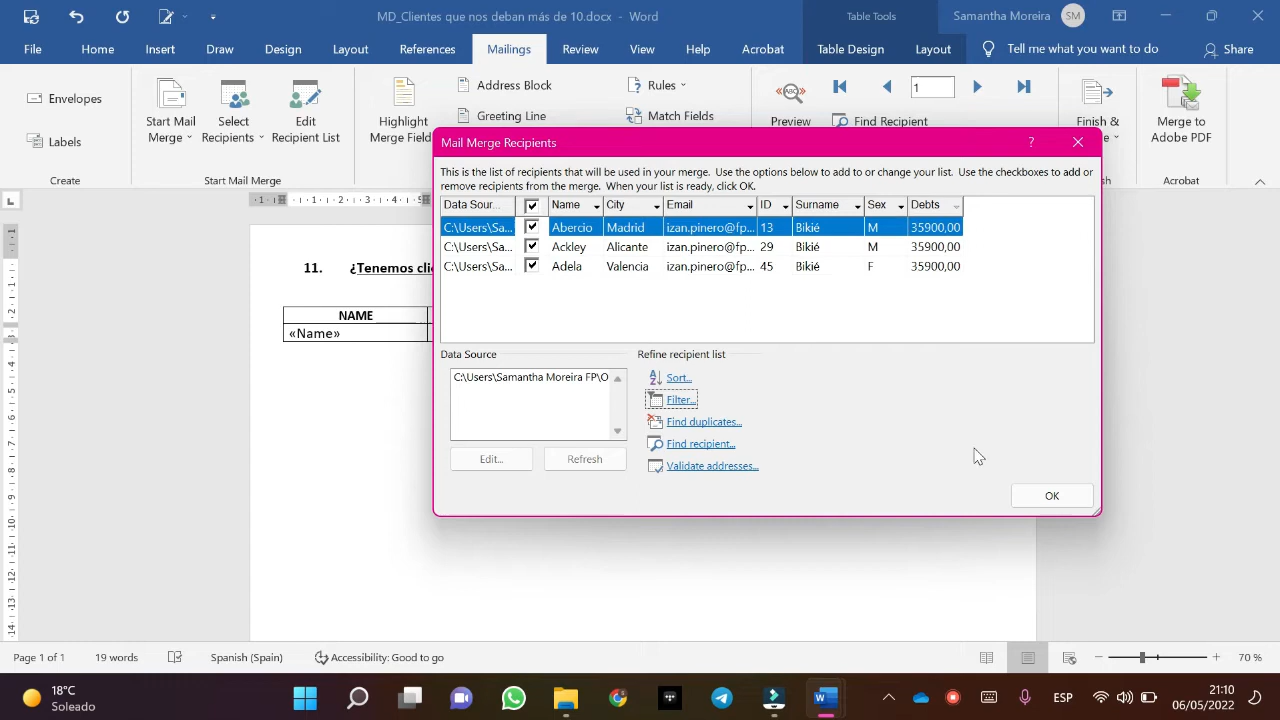 MD_Clientes que nos deban más de 10.docx - Word
Table Tools
Samantha Moreira
SM
File
Home
Insert
Draw
Design
Layout
References
Mailings
Review
View
Help
Acrobat
Table Design
Layout
Tell me what you want to do
Share
Envelopes
Labels
Create
Start Mail
Merge
Select
Recipients
Edit
Recipient List
Start Mail Merge
Highlight
Merge Field
Address Block
Greeting Line
Rules
Match Fields
ABC
Preview
1
Find Recipient
Finish &
Merge to
Adobe PDF
Acrobat
Mail Merge Recipients
?
This is the list of recipients that will be used in your merge. Use the options below to add to or change your list. Use the checkboxes to add or
remove recipients from the merge. When your list is ready, click OK.
Data Sour... Name City Email ID Surname Sex Debts
C:\Users\Sa... Abercio Madrid izan.pinero@fp... 13 Bikié M 35900,00
C:\Users\Sa... Ackley Alicante izan.pinero@fp... 29 Bikié M 35900,00
C:\Users\Sa... Adela Valencia izan.pinero@fp... 45 Bikié F 35900,00
Data Source
C:\Users\Samantha Moreira FP\O
Edit...
Refresh
Refine recipient list
Sort...
Filter...
Find duplicates...
Find recipient...
Validate addresses...
OK
11. ¿Tenemos cli
NAME
«Name»
Page 1 of 1
19 words
Spanish (Spain)
Accessibility: Good to go
70 %
18°C
Soleado
ESP
21:10
06/05/2022